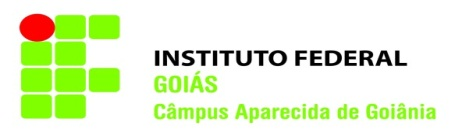 INSTITUTO FEDERAL
GOIÁS
Câmpus Aparecida de Goiânia